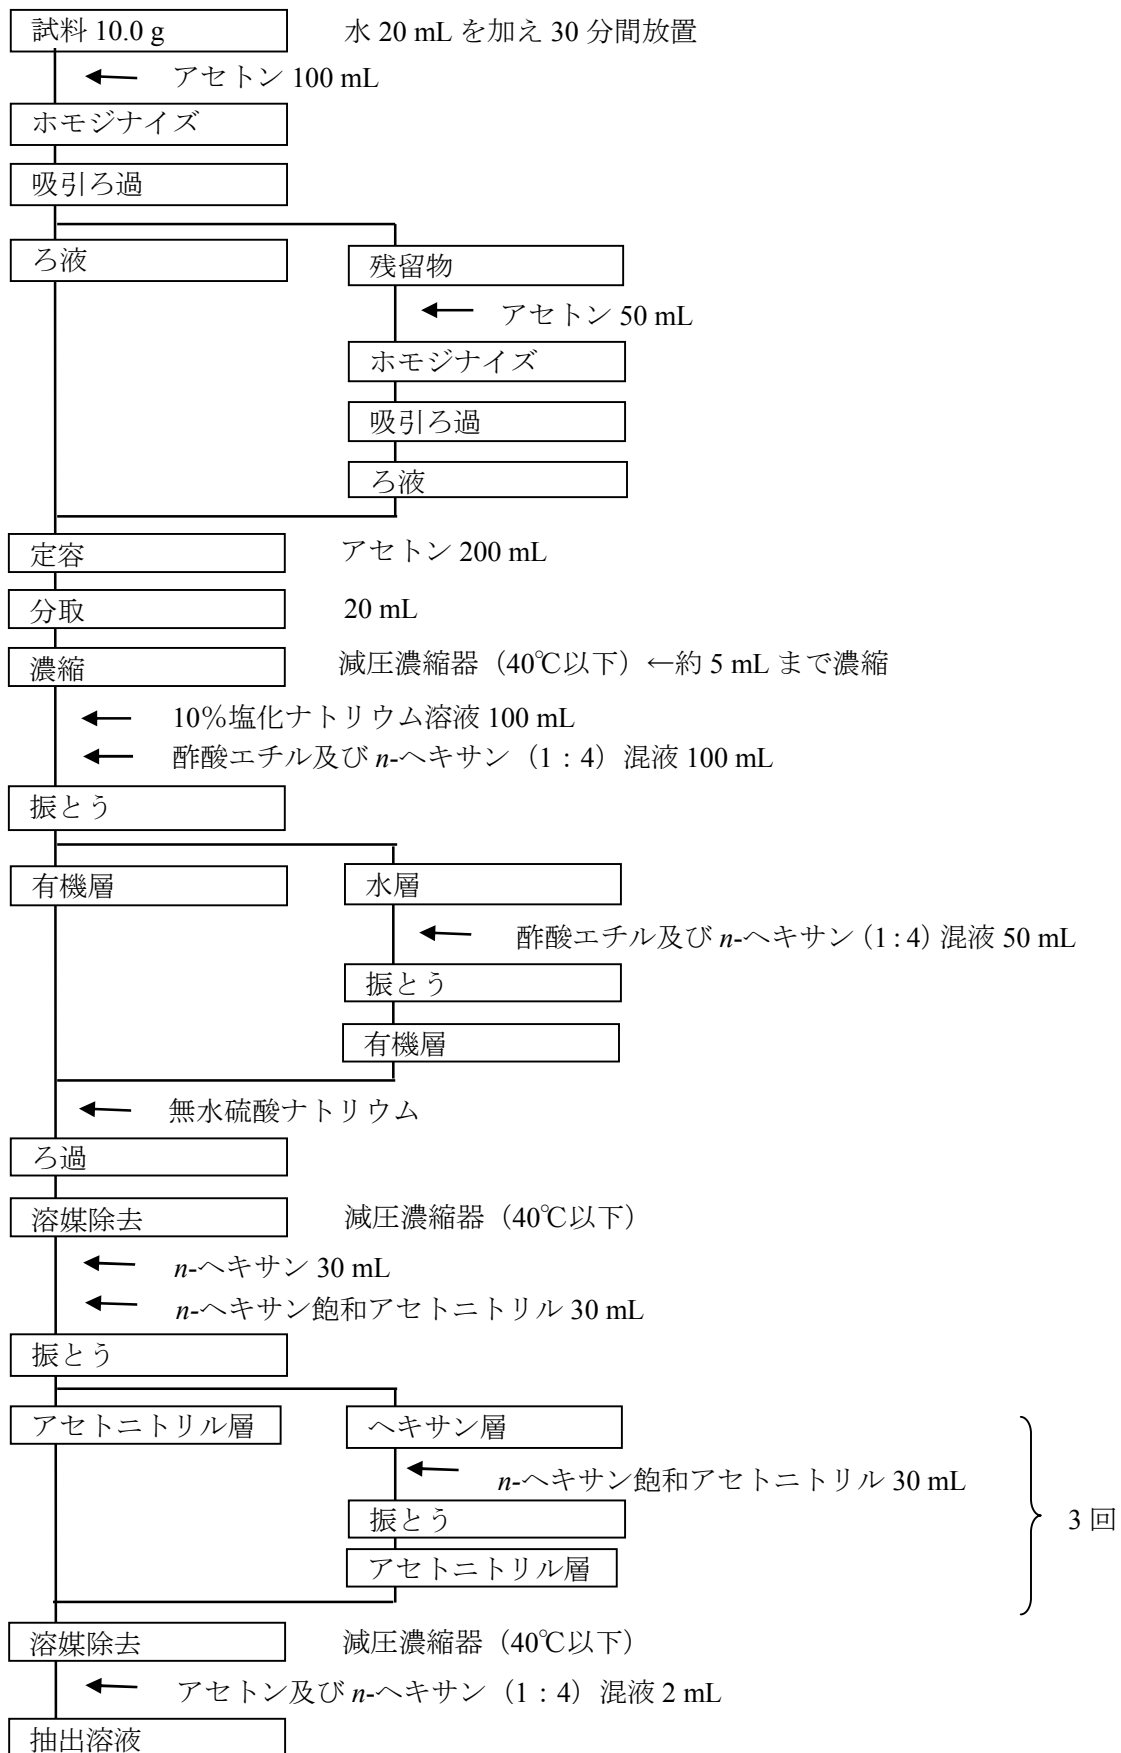 試料 10.0 g 水 20 mL を加え 30 分間放置
アセトン 100 mL
ホモジナイズ
吸引ろ過
ろ液 残留物
アセトン 50 mL
ホモジナイズ
吸引ろ過
ろ液
定容 アセトン 200 mL
分取 20 mL
濃縮 減圧濃縮器（40℃以下）←約 5 mL まで濃縮
10％塩化ナトリウム溶液 100 mL
酢酸エチル及び n-ヘキサン（1：4）混液 100 mL
振とう
有機層 水層
酢酸エチル及び n-ヘキサン（1：4）混液 50 mL
振とう
有機層
無水硫酸ナトリウム
ろ過
溶媒除去 減圧濃縮器（40℃以下）
n-ヘキサン 30 mL
n-ヘキサン飽和アセトニトリル 30 mL
振とう
アセトニトリル層 ヘキサン層
n-ヘキサン飽和アセトニトリル 30 mL
振とう 3 回
アセトニトリル層
溶媒除去 減圧濃縮器（40℃以下）
アセトン及び n-ヘキサン（1：4）混液 2 mL
抽出溶液